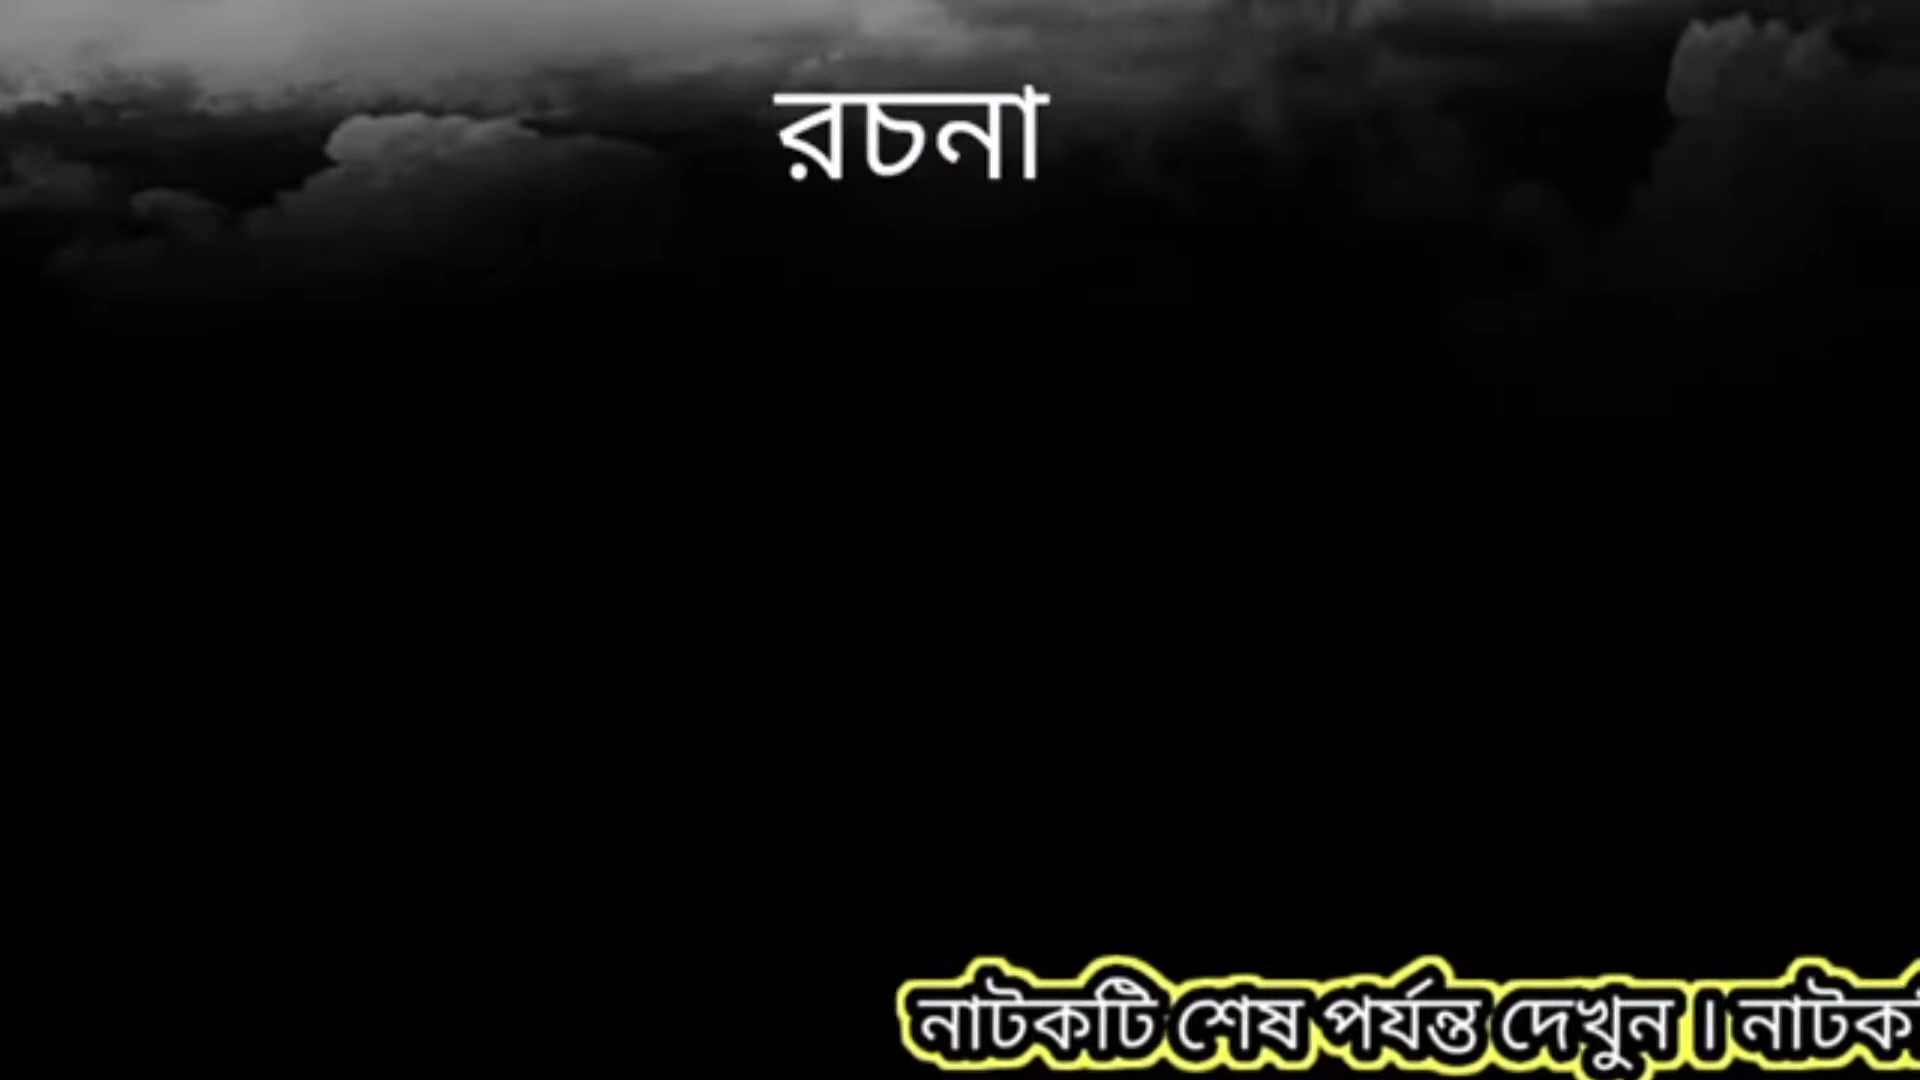 রচনা
নাটকটি শেষ পর্যন্ত দেখুন । নাটক